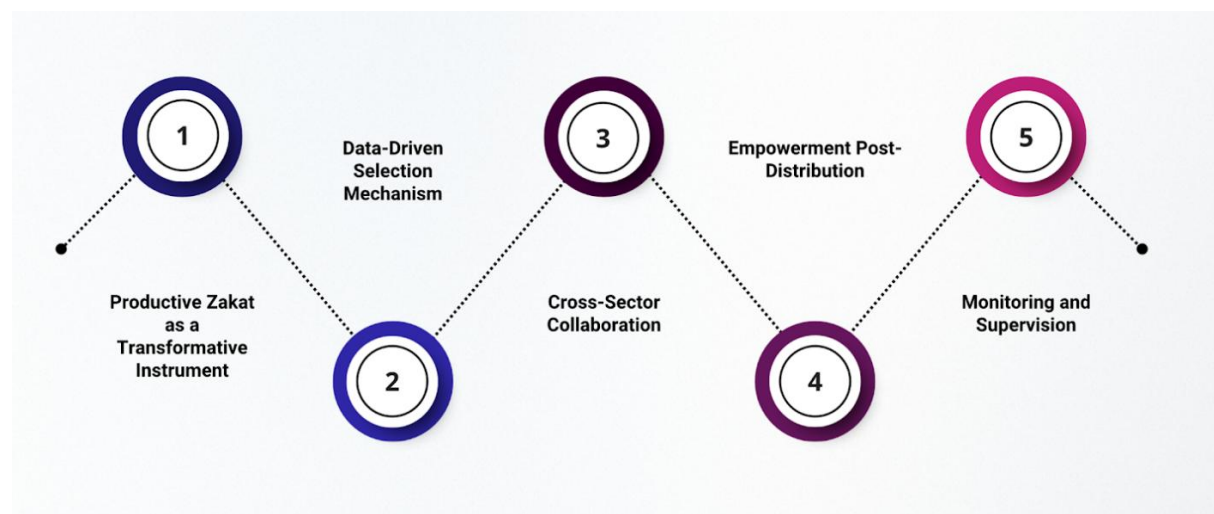 1
Productive Zakat
as a
Transformative
Instrument
2
Data-Driven
Selection
Mechanism
3
Cross-Sector
Collaboration
4
Empowerment Post-
Distribution
5
Monitoring and
Supervision